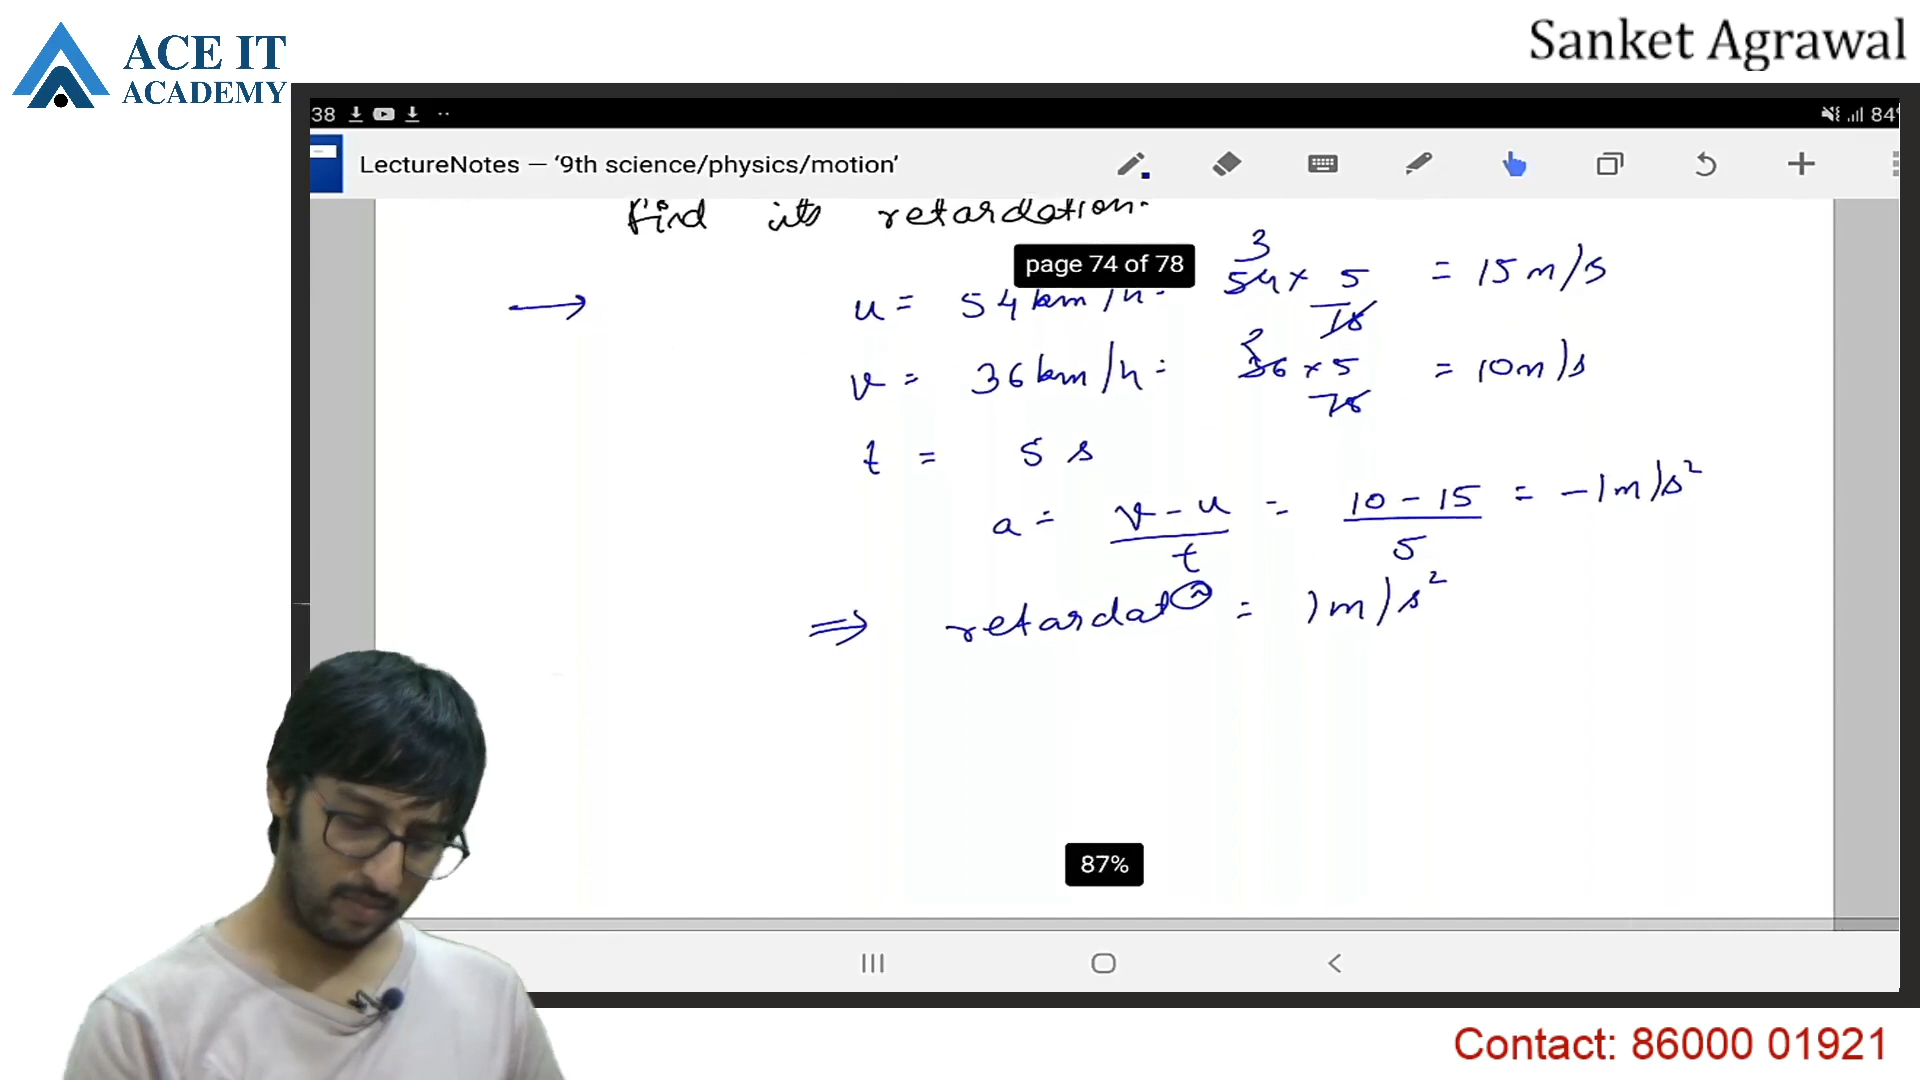 ACE IT
ACADEMY
Sanket Agrawal
38
84
LectureNotes — ‘9th science/physics/motion’
find its retardation.
page 74 of 78
u = 54 km/h = 54 × 5 / 18 = 15 m/s
3
v = 36 km/h = 36 × 5 / 18 = 10 m/s
2
t = 5 s
a = v - u / t = 10 - 15 / 5 = -1 m/s²
⇒ retardat = 1 m/s²
87%
Contact: 86000 01921